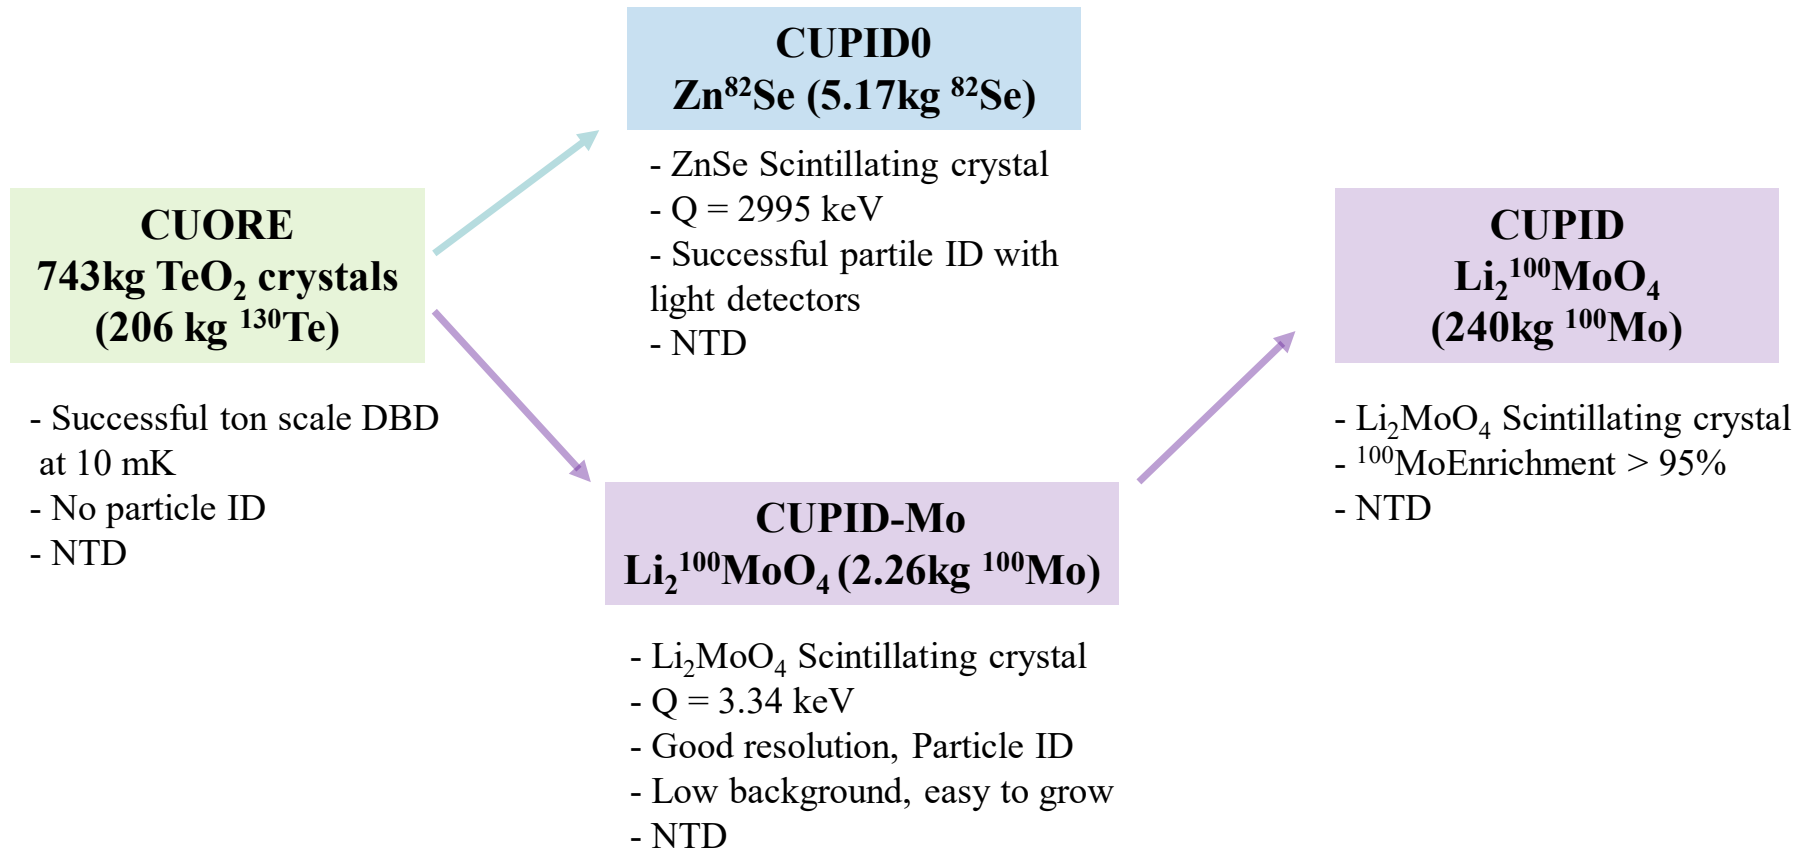 CUORE
743kg TeO₂ crystals
(206 kg ¹³⁰Te)
- Successful ton scale DBD
at 10 mK
- No particle ID
- NTD
CUPID0
Zn⁸²Se (5.17kg ⁸²Se)
- ZnSe Scintillating crystal
- Q = 2995 keV
- Successful partile ID with
light detectors
- NTD
CUPID-Mo
Li₂¹⁰⁰MoO₄ (2.26kg ¹⁰⁰Mo)
- Li₂MoO₄ Scintillating crystal
- Q = 3.34 keV
- Good resolution, Particle ID
- Low background, easy to grow
- NTD
CUPID
Li₂¹⁰⁰MoO₄
(240kg ¹⁰⁰Mo)
- Li₂MoO₄ Scintillating crystal
- ¹⁰⁰MoEnrichment > 95%
- NTD